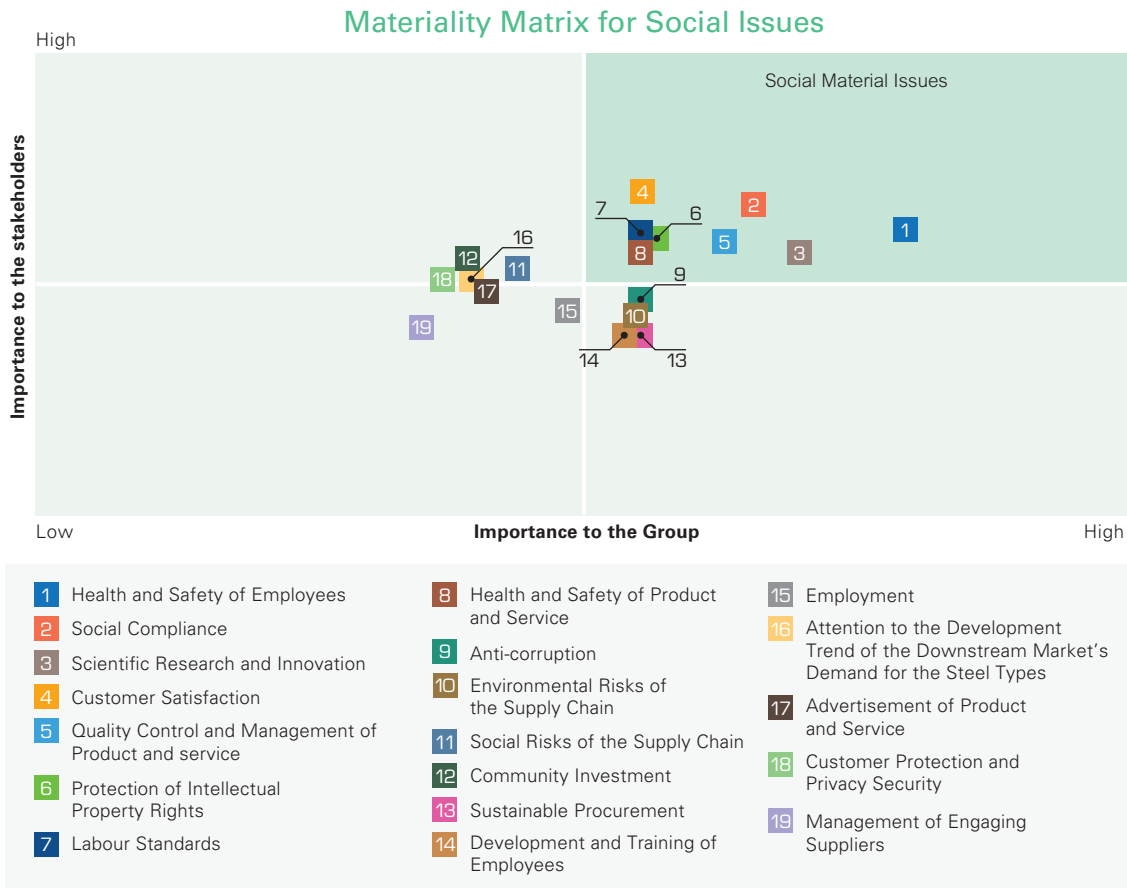 Materiality Matrix for Social Issues
High
Social Material Issues
Importance to the stakeholders
4
2
7
6
1
5
8
3
16
12
11
18
17
9
15
10
19
14
13
Low
Importance to the Group
High
1 Health and Safety of Employees
2 Social Compliance
3 Scientific Research and Innovation
4 Customer Satisfaction
5 Quality Control and Management of
Product and service
6 Protection of Intellectual
Property Rights
7 Labour Standards
8 Health and Safety of Product
and Service
9 Anti-corruption
10 Environmental Risks of
the Supply Chain
11 Social Risks of the Supply Chain
12 Community Investment
13 Sustainable Procurement
14 Development and Training of
Employees
15 Employment
16 Attention to the Development
Trend of the Downstream Market's
Demand for the Steel Types
17 Advertisement of Product
and Service
18 Customer Protection and
Privacy Security
19 Management of Engaging
Suppliers